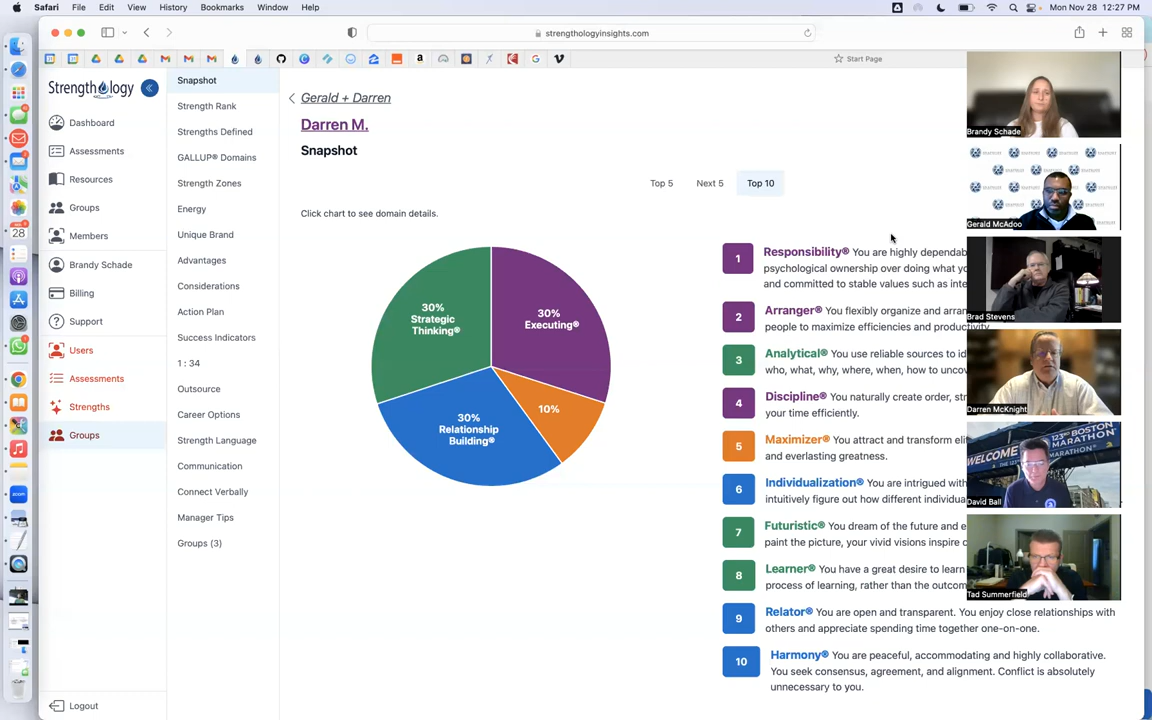 Safari File Edit View History Bookmarks Window Help
Mon Nov 28 12:27 PM
strengthologyinsights.com
Start Page
Strengthology
Dashboard
Assessments
Resources
Groups
Members
Brandy Schade
Billing
Support
Users
Assessments
Strengths
Groups
Logout
Snapshot
Strength Rank
Strengths Defined
GALLUP® Domains
Strength Zones
Energy
Unique Brand
Advantages
Considerations
Action Plan
Success Indicators
1 : 34
Outsource
Career Options
Strength Language
Communication
Connect Verbally
Manager Tips
Groups (3)
Gerald + Darren
Darren M.
Snapshot
Top 5 Next 5 Top 10
Click chart to see domain details.
30%
Strategic
Thinking®
30%
Executing®
10%
30%
Relationship
Building®
1 Responsibility® You are highly dependab
psychological ownership over doing what yo
and committed to stable values such as inte
2 Arranger® You flexibly organize and arran
people to maximize efficiencies and productivity.
3 Analytical® You use reliable sources to id
who, what, why, where, when, how to uncov
4 Discipline® You naturally create order, str
your time efficiently.
5 Maximizer® You attract and transform elit
and everlasting greatness.
6 Individualization® You are intrigued with
intuitively figure out how different individua
7 Futuristic® You dream of the future and e
paint the picture, your vivid visions inspire o
8 Learner® You have a great desire to learn
process of learning, rather than the outcom
9 Relator® You are open and transparent. You enjoy close relationships with
others and appreciate spending time together one-on-one.
10 Harmony® You are peaceful, accommodating and highly collaborative.
You seek consensus, agreement, and alignment. Conflict is absolutely
unnecessary to you.
Brandy Schade
Gerald McAdoo
Brad Stevens
Darren McKnight
WELCOME 123RD BOSTON
MARATHON
David Ball
Tad Summerfield